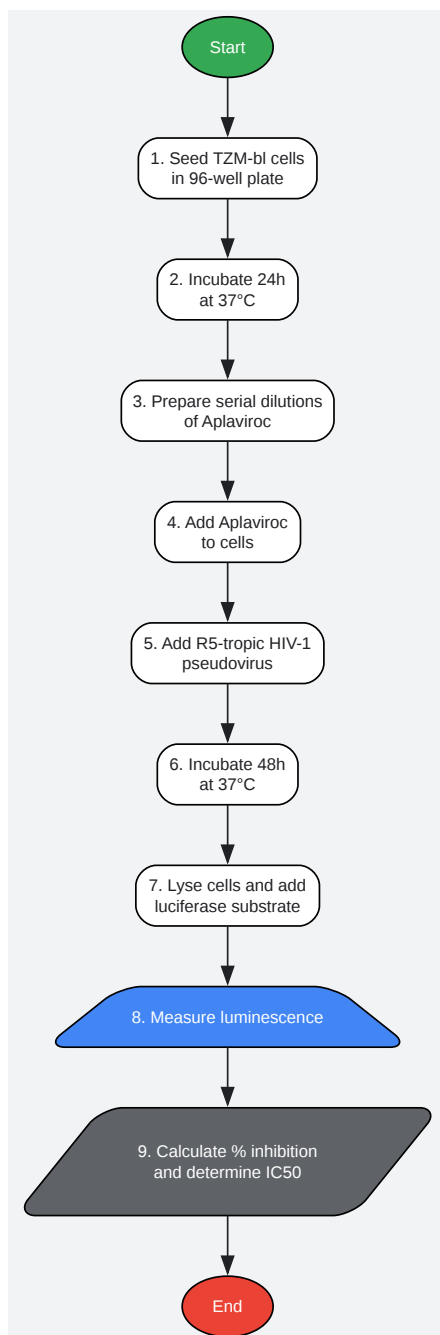 Start
1. Seed TZM-bl cells
in 96-well plate
2. Incubate 24h
at 37°C
3. Prepare serial dilutions
of Aplaviroc
4. Add Aplaviroc
to cells
5. Add R5-tropic HIV-1
pseudovirus
6. Incubate 48h
at 37°C
7. Lyse cells and add
luciferase substrate
8. Measure luminescence
9. Calculate % inhibition
and determine IC50
End